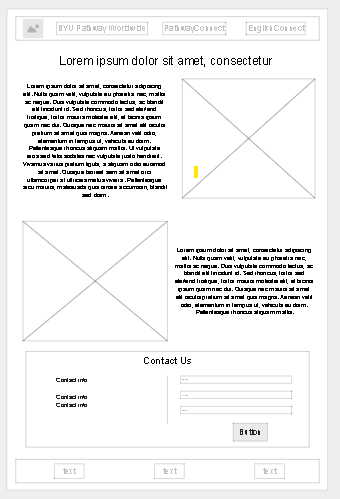 BYU Pathway Worldwide
PathwayConnect
EnglishConnect
Lorem ipsum dolor sit amet, consectetur
Lorem ipsum dolor sit amet, consectetur adipiscing
elit. Nulla quam velit, vulputate eu pharetra nec, mattis
ac neque. Duis vulputate commodo lectus, ac blandit
elit tincidunt id. Sed rhoncus, tortor sed eleifend
tristique, tortor mauris molestie elit, et lacinia ipsum
quam nec dui. Quisque nec mauris sit amet elit iaculis
pretium sit amet quis magna. Aenean velit odio,
elementum in tempus ut, vehicula eu diam.
Pellentesque rhoncus aliquam mattis. Ut vulputate
eros sed felis sodales nec vulputate justo hendrerit.
Vivamus varius pretium ligula, a aliquam odio euismod
sit amet. Quisque laoreet sem sit amet orci
ullamcorper at ultricies metus viverra. Pellentesque
arcu mauris, malesuada quis ornare accumsan, blandit
sed diam.
Lorem ipsum dolor sit amet, consectetur adipiscing
elit. Nulla quam velit, vulputate eu pharetra nec,
mattis ac neque. Duis vulputate commodo lectus, ac
blandit elit tincidunt id. Sed rhoncus, tortor sed
eleifend tristique, tortor mauris molestie elit, et lacinia
ipsum quam nec dui. Quisque nec mauris sit amet
elit iaculis pretium sit amet quis magna. Aenean velit
odio, elementum in tempus ut, vehicula eu diam.
Pellentesque rhoncus aliquam mattis.
Contact Us
Contact info
Contact info
Contact info
Button
text
text
text